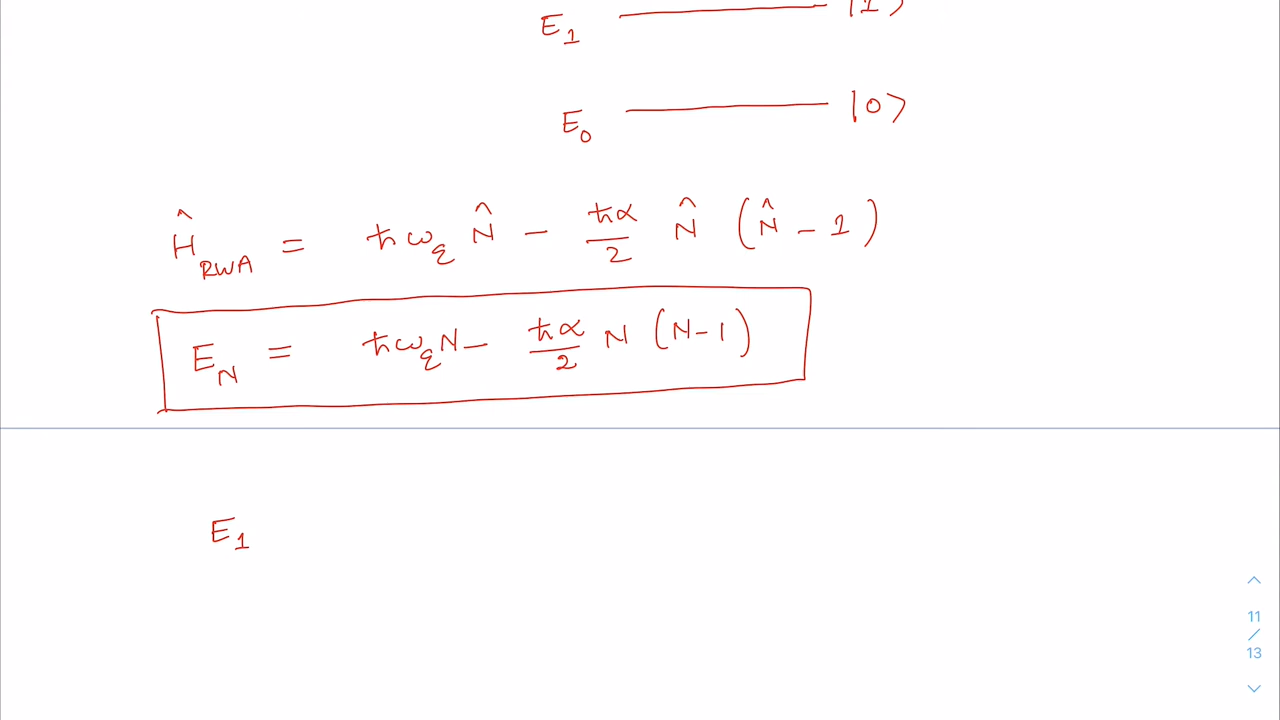 E₁ |1⟩
E₀ |0⟩
Ĥ_RWA = ħω_q N̂ − ħα/2 N̂ (N̂ − 1)
E_N = ħω_q N − ħα/2 N (N−1)
E₁
11
/
13